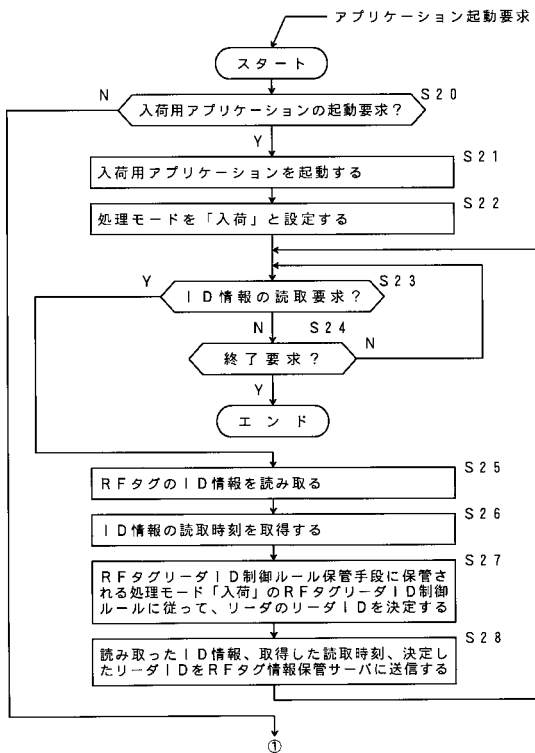 アプリケーション起動要求
スタート
N
S20
入荷用アプリケーションの起動要求?
Y
S21
入荷用アプリケーションを起動する
S22
処理モードを「入荷」と設定する
Y
S23
ID情報の読取要求?
N
S24
終了要求?
N
Y
エンド
S25
RFタグのID情報を読み取る
S26
ID情報の読取時刻を取得する
S27
RFタグリーダID制御ルール保管手段に保管さ
れる処理モード「入荷」のRFタグリーダID制御
ルールに従って、リーダのリーダIDを決定する
S28
読み取ったID情報、取得した読取時刻、決定し
たリーダIDをRFタグ情報保管サーバに送信する
①